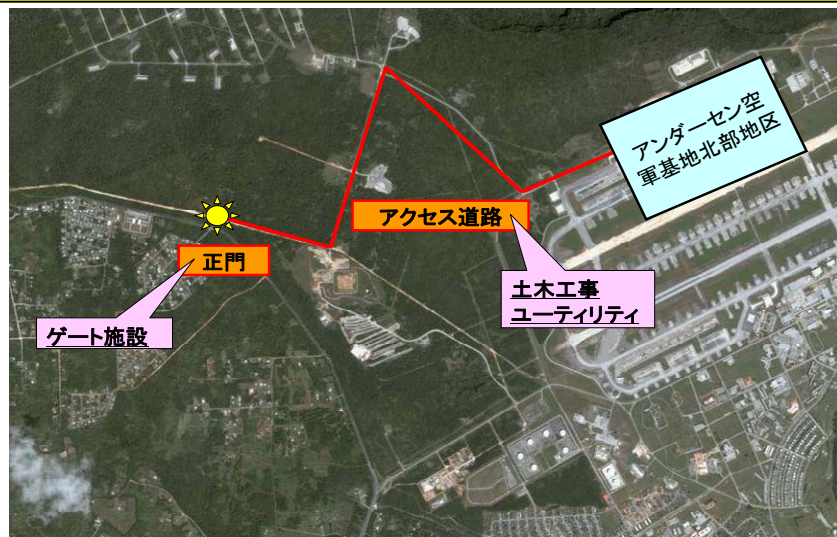 アンダーセン空
軍基地北部地区
アクセス道路
正門
土木工事
ユーティリティ
ゲート施設